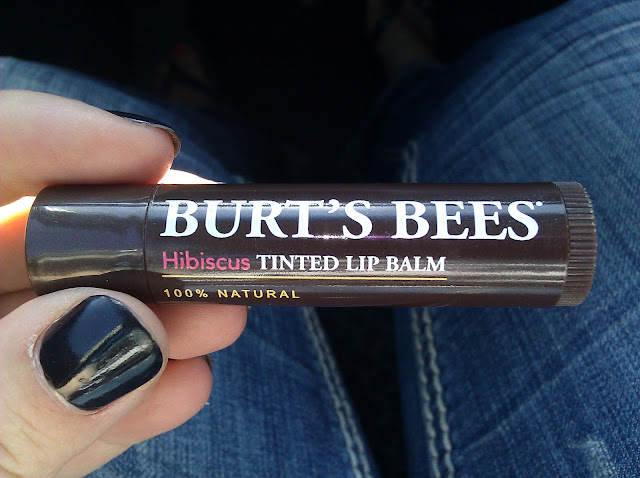 BURT'S BEES
Hibiscus TINTED LIP BALM
100% NATURAL